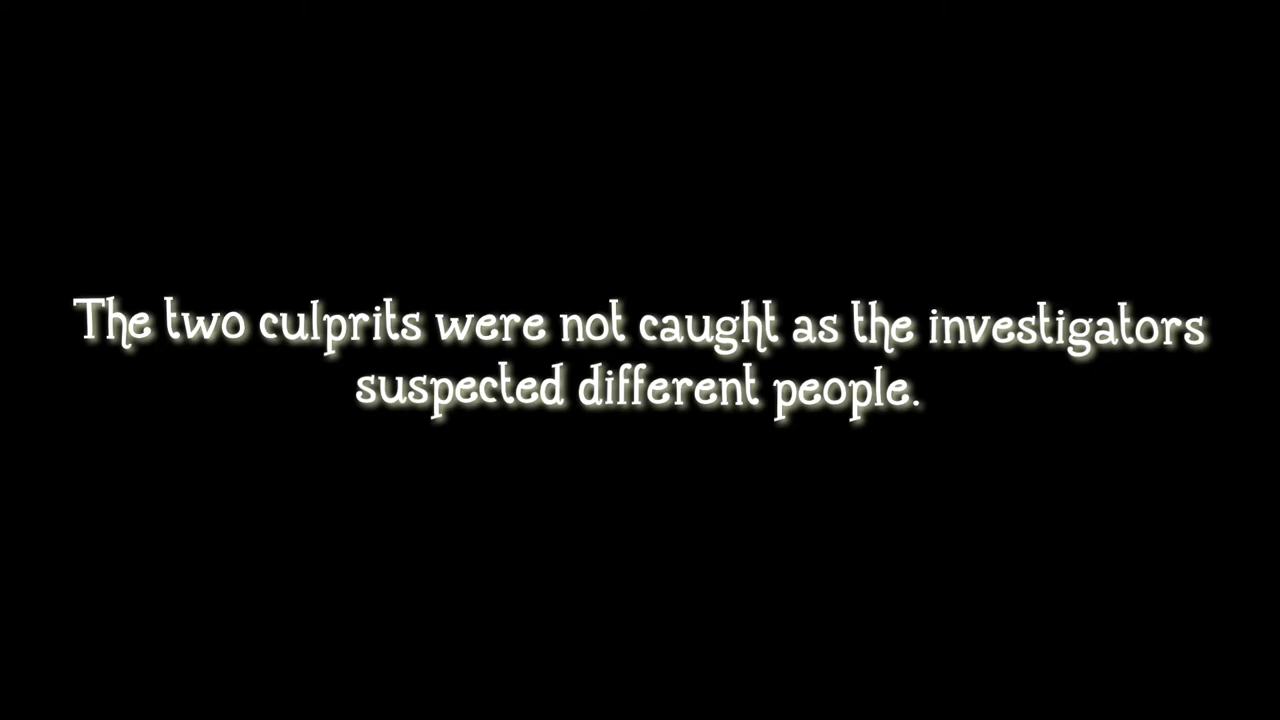 The two culprits were not caught as the investigators
suspected different people.